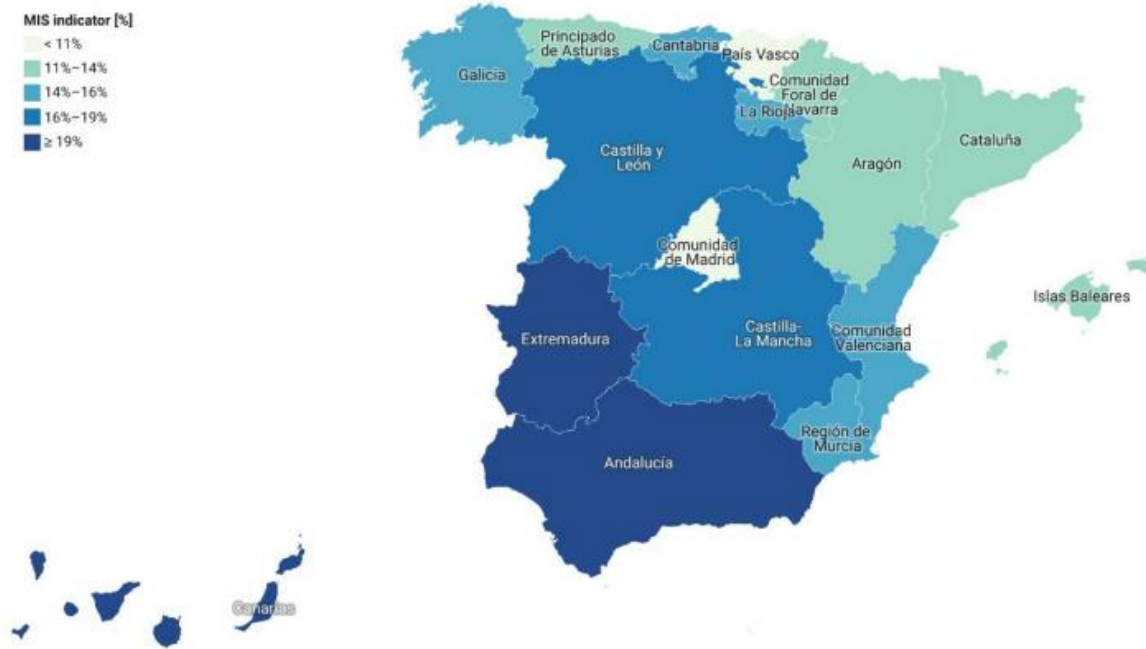 MIS indicator [%]
< 11%
11%–14%
14%–16%
16%–19%
≥ 19%
Principado
de Asturias
Cantabria
País Vasco
Galicia
Comunidad
Foral de
Navarra
La Rioja
Castilla y
León
Aragón
Cataluña
Comunidad
de Madrid
Islas Baleares
Extremadura
Castilla-
La Mancha
Comunidad
Valenciana
Región de
Murcia
Andalucía
Canarias